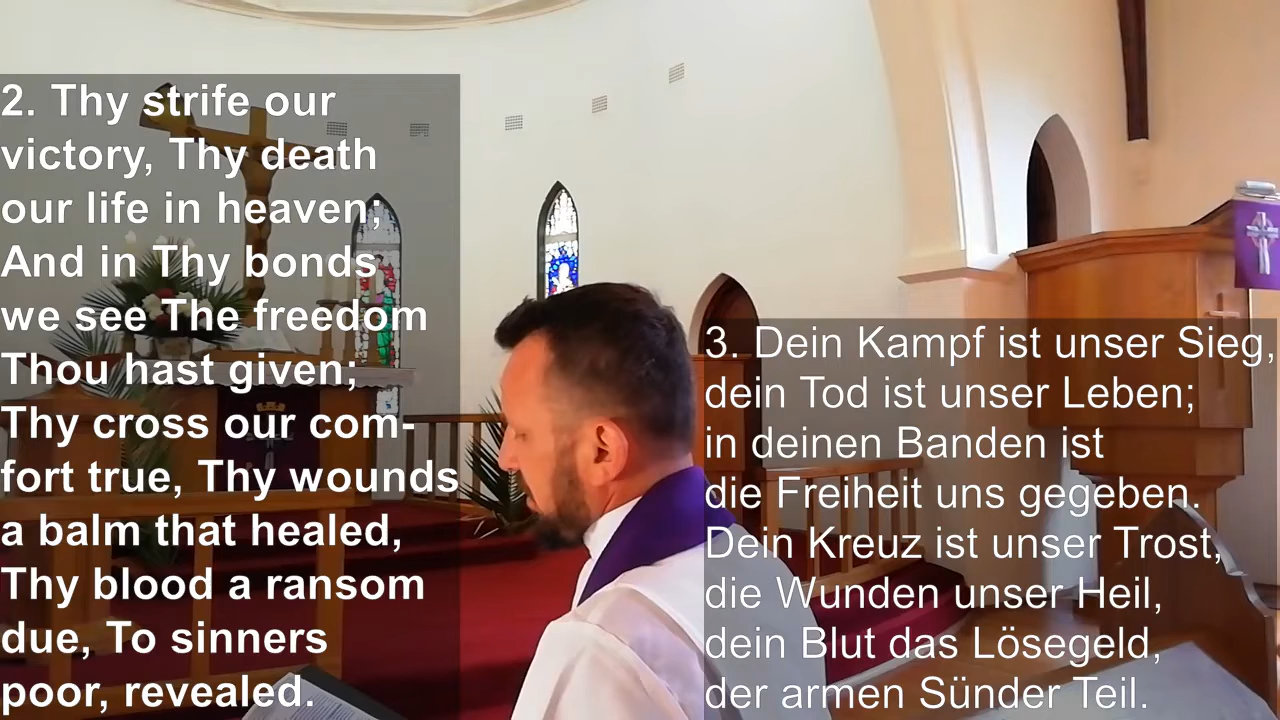 2. Thy strife our
victory, Thy death
our life in heaven;
And in Thy bonds
we see The freedom
Thou hast given;
Thy cross our com-
fort true, Thy wounds
a balm that healed,
Thy blood a ransom
due, To sinners
poor, revealed.
3. Dein Kampf ist unser Sieg,
dein Tod ist unser Leben;
in deinen Banden ist
die Freiheit uns gegeben.
Dein Kreuz ist unser Trost,
die Wunden unser Heil,
dein Blut das Lösegeld,
der armen Sünder Teil.